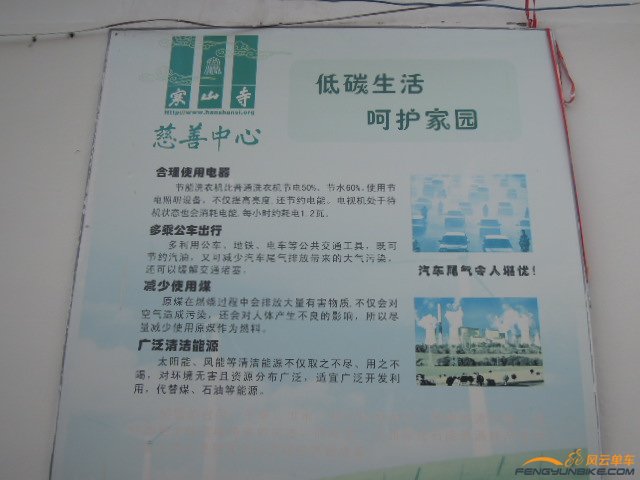 寒山寺
Http://www.hanshansi.org
慈善中心
低碳生活
呵护家园
合理使用电器
节能洗衣机比普通洗衣机节电50%、节水60%,使用节
电照明设备,不仅提高亮度,还节约电能。电视机处于待
机状态也会消耗电能,每小时约耗电1.2瓦。
多乘公车出行
多利用公车、地铁、电车等公共交通工具,既可
节约汽油,又可减少汽车尾气排放带来的大气污染,
还可以缓解交通堵塞。
汽车尾气令人堪忧!
减少使用煤
原煤在燃烧过程中会排放大量有害物质,不仅会对
空气造成污染,还会对人体产生不良的影响,所以尽
量减少使用原煤作为燃料。
广泛清洁能源
太阳能、风能等清洁能源不仅取之不尽、用之不
竭,对环境无害且资源分布广泛,适宜广泛开发利
用,代替煤、石油等能源。
风云单车
FENGYUNBIKE.COM